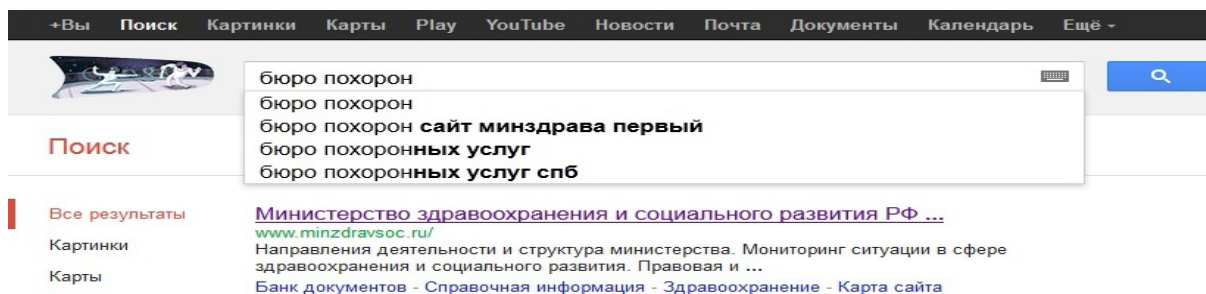 +Вы Поиск Картинки Карты Play YouTube Новости Почта Документы Календарь Ещё
бюро похорон
бюро похорон
бюро похорон сайт минздрава первый
бюро похоронных услуг
бюро похоронных услуг спб
Поиск
Все результаты
Картинки
Карты
Министерство здравоохранения и социального развития РФ ...
www.minzdravsoc.ru/
Направления деятельности и структура министерства. Мониторинг ситуации в сфере
здравоохранения и социального развития. Правовая и ...
Банк документов - Справочная информация - Здравоохранение - Карта сайта